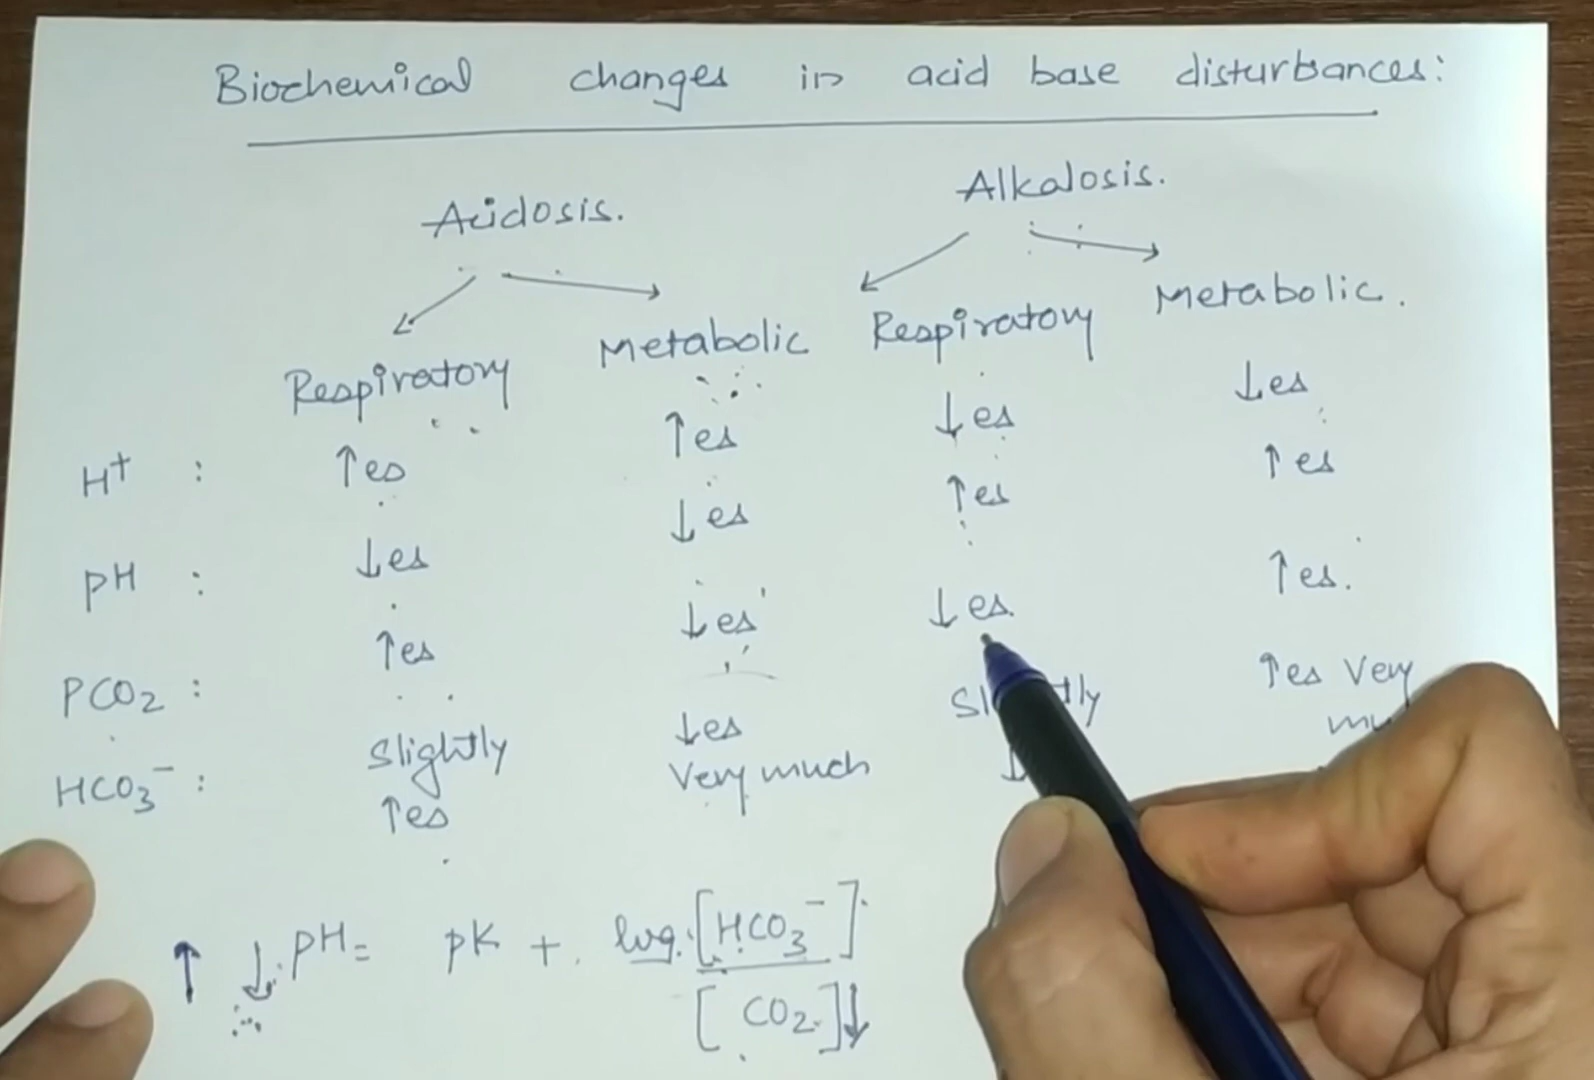 Biochemical changes in acid base disturbances:
Acidosis. Alkalosis.
Respiratory Metabolic Respiratory Metabolic.
H⁺ : ↑es ↑es ↓es ↓es
pH : ↓es ↓es ↑es ↑es
PCO₂ : ↑es ↓es ↓es. ↑es.
HCO₃⁻ : Slightly ↓es ↑es Very
↑es Very much ↓
↑ ↓ pH = pK + log. [HCO₃⁻]
[CO₂] ↓